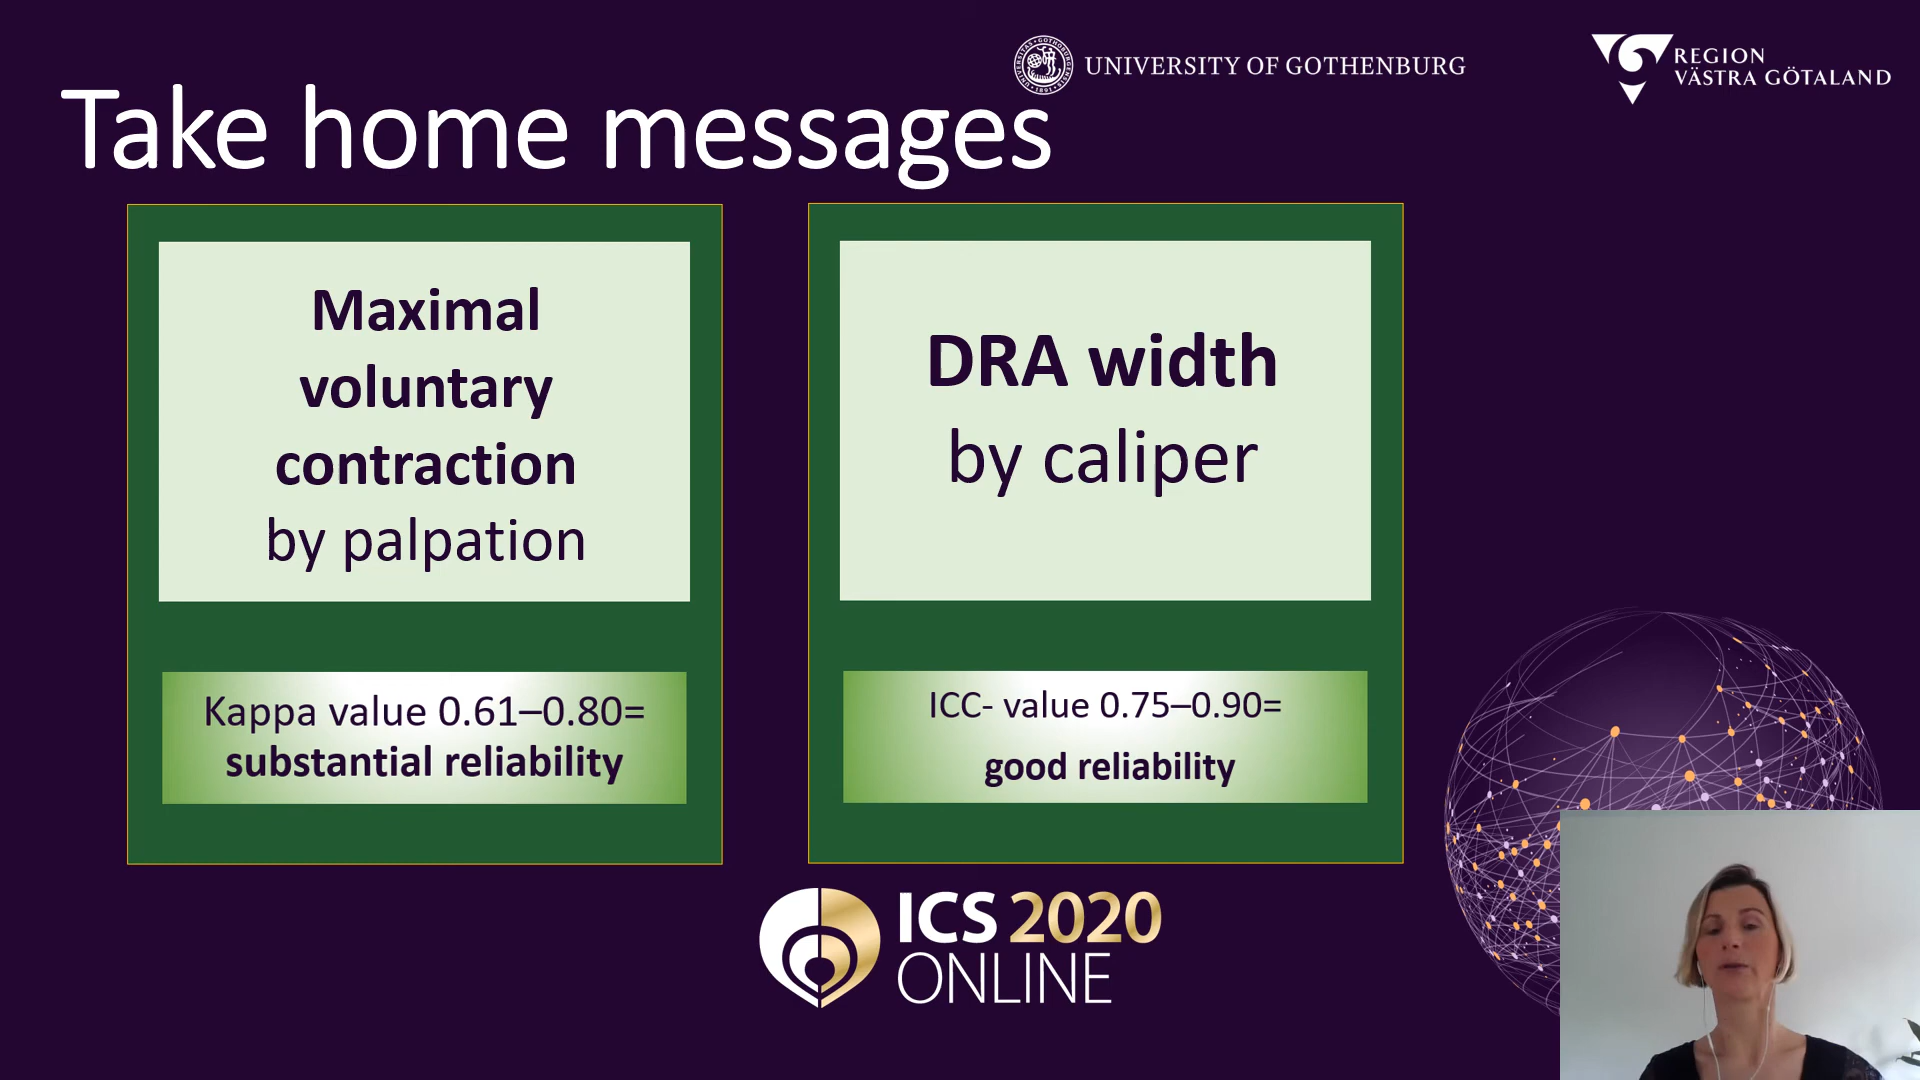 UNIVERSITY OF GOTHENBURG
REGION
VÄSTRA GÖTALAND
Take home messages
Maximal
voluntary
contraction
by palpation
Kappa value 0.61–0.80=
substantial reliability
DRA width
by caliper
ICC- value 0.75–0.90=
good reliability
ICS 2020
ONLINE